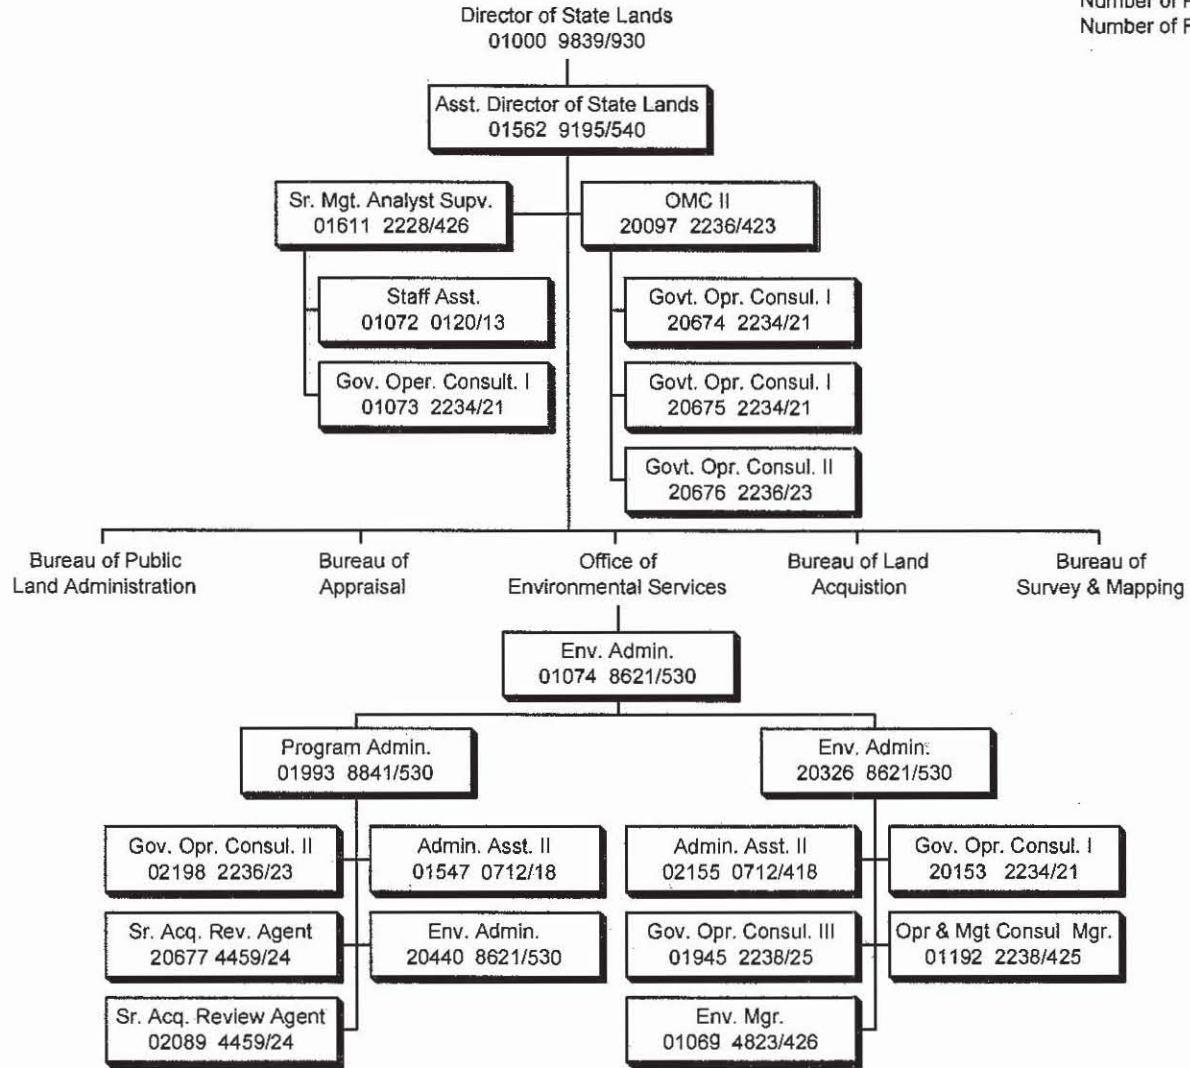 Number of
Number of
Director of State Lands
01000 9839/930
Asst. Director of State Lands
01562 9195/540
Sr. Mgt. Analyst Supv.
01611 2228/426
OMC II
20097 2236/423
Staff Asst.
01072 0120/13
Gov. Oper. Consult. I
01073 2234/21
Govt. Opr. Consul. I
20674 2234/21
Govt. Opr. Consul. I
20675 2234/21
Govt. Opr. Consul. II
20676 2236/23
Bureau of Public
Land Administration
Bureau of
Appraisal
Office of
Environmental Services
Bureau of Land
Acquistion
Bureau of
Survey & Mapping
Env. Admin.
01074 8621/530
Program Admin.
01993 8841/530
Env. Admin.
20326 8621/530
Gov. Opr. Consul. II
02198 2236/23
Admin. Asst. II
01547 0712/18
Admin. Asst. II
02155 0712/418
Gov. Opr. Consul. I
20153 2234/21
Sr. Acq. Rev. Agent
20677 4459/24
Env. Admin.
20440 8621/530
Gov. Opr. Consul. III
01945 2238/25
Opr & Mgt Consul Mgr.
01192 2238/425
Sr. Acq. Review Agent
02089 4459/24
Env. Mgr.
01069 4823/426